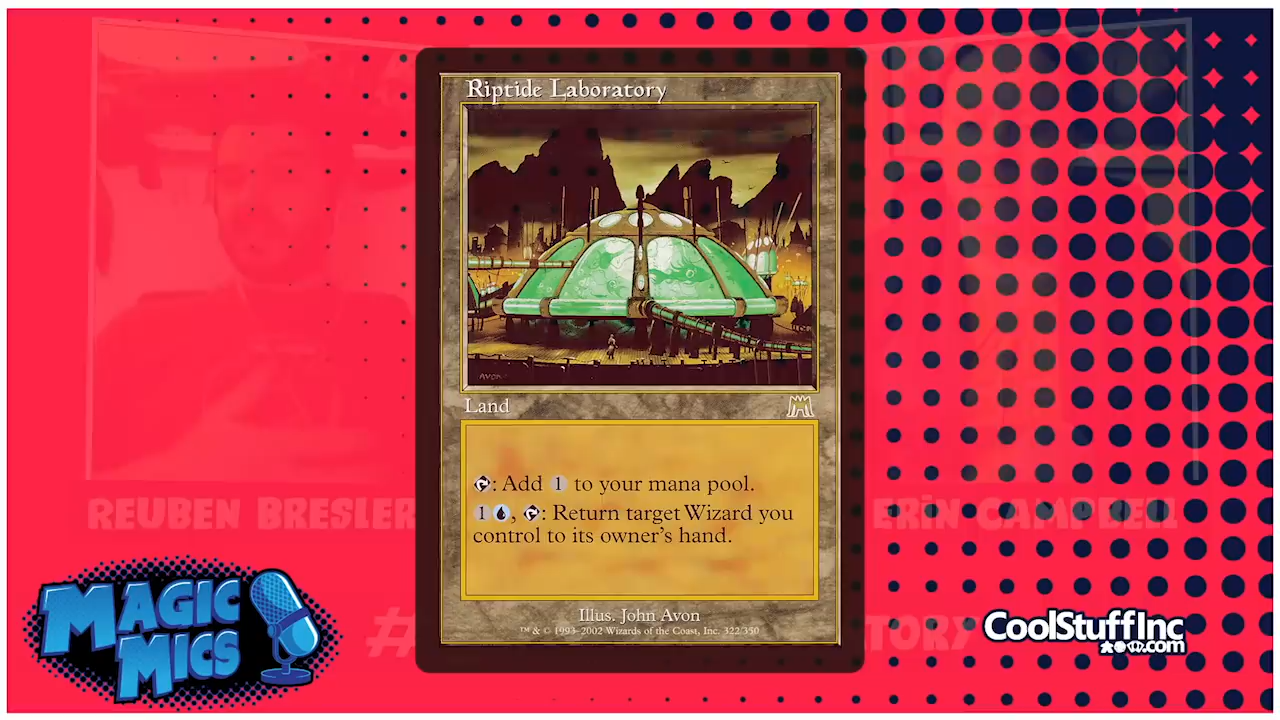 Riptide Laboratory
AVON
Land
: Add 1 to your mana pool.
1, : Return target Wizard you
control to its owner's hand.
Illus. John Avon
™ & © 1993–2002 Wizards of the Coast, Inc. 322/350
REUBEN BRESLER
ERIN CAMPBELL
#
TORY
MAGIC
MICS
CoolStuffInc
.com